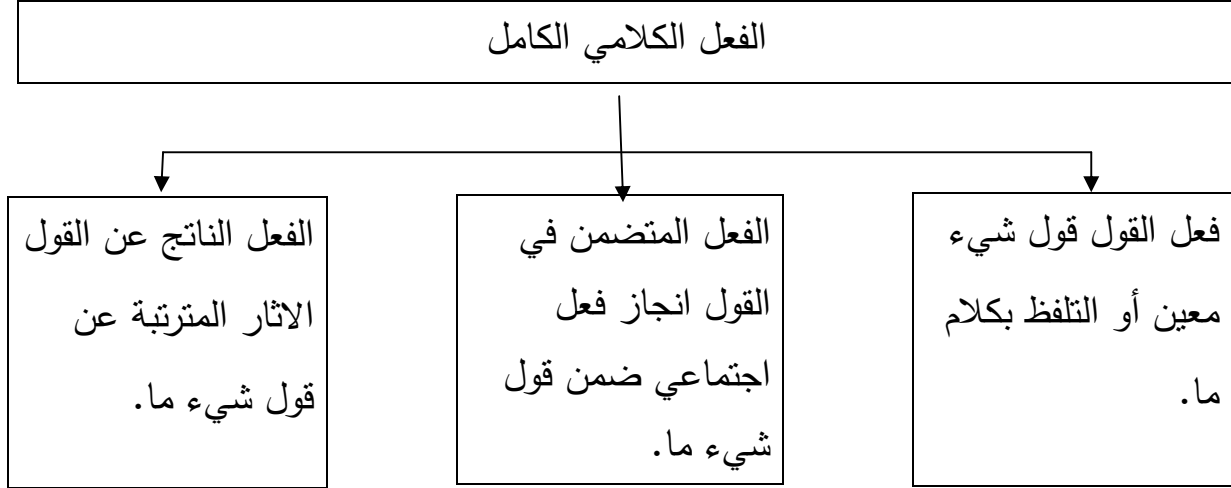 الفعل الكلامي الكامل
فعل القول قول شيء
معين أو التلفظ بكلام
ما.
الفعل المتضمن في
القول انجاز فعل
اجتماعي ضمن قول
شيء ما.
الفعل الناتج عن القول
الاثار المترتبة عن
قول شيء ما.